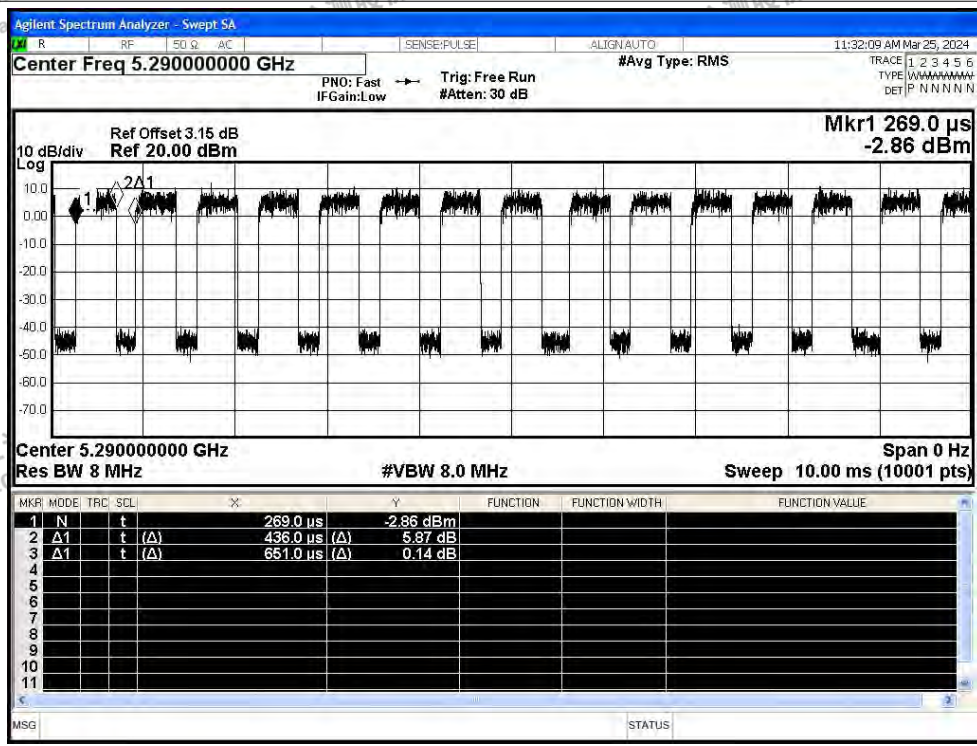 Agilent Spectrum Analyzer - Swept SA
R RF 50 Ω AC SENSE:PULSE ALIGNAUTO 11:32:09 AM Mar 25, 2024
Center Freq 5.290000000 GHz #Avg Type: RMS TRACE 1 2 3 4 5 6
PNO: Fast Trig: Free Run TYPE WWWWWW
IFGain:Low #Atten: 30 dB DET P N N N N N
Mkr1 269.0 µs
Ref Offset 3.15 dB
10 dB/div Ref 20.00 dBm -2.86 dBm
Log
10.0
0.00
-10.0
-20.0
-30.0
-40.0
-50.0
-60.0
-70.0
1 2Δ1
Center 5.290000000 GHz Span 0 Hz
Res BW 8 MHz #VBW 8.0 MHz Sweep 10.00 ms (10001 pts)
MKR MODE TRC SCL X Y FUNCTION FUNCTION WIDTH FUNCTION VALUE
1 N t 269.0 µs -2.86 dBm
2 Δ1 t (Δ) 436.0 µs (Δ) 5.87 dB
3 Δ1 t (Δ) 651.0 µs (Δ) 0.14 dB
4
5
6
7
8
9
10
11
MSG STATUS